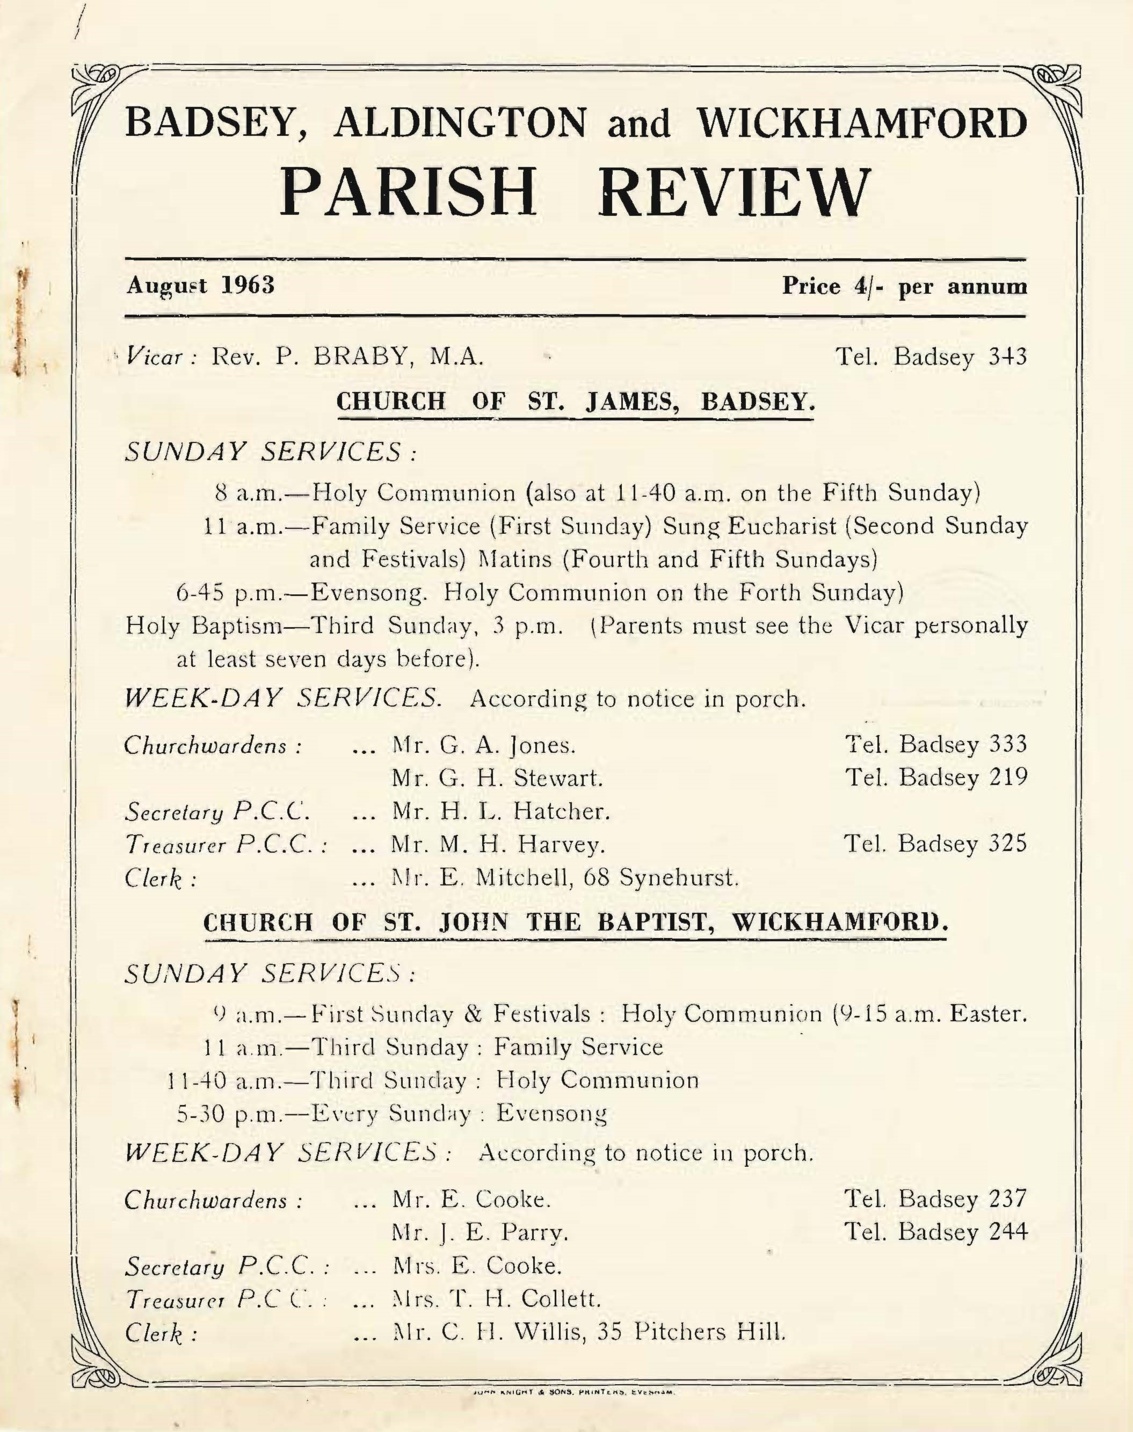 BADSEY, ALDINGTON and WICKHAMFORD
PARISH REVIEW
August 1963 Price 4/- per annum
Vicar : Rev. P. BRABY, M.A. Tel. Badsey 343
CHURCH OF ST. JAMES, BADSEY.
SUNDAY SERVICES :
8 a.m.—Holy Communion (also at 11-40 a.m. on the Fifth Sunday)
11 a.m.—Family Service (First Sunday) Sung Eucharist (Second Sunday
and Festivals) Matins (Fourth and Fifth Sundays)
6-45 p.m.—Evensong. Holy Communion on the Forth Sunday)
Holy Baptism—Third Sunday, 3 p.m. (Parents must see the Vicar personally
at least seven days before).
WEEK-DAY SERVICES. According to notice in porch.
Churchwardens : ... Mr. G. A. Jones. Tel. Badsey 333
Mr. G. H. Stewart. Tel. Badsey 219
Secretary P.C.C. ... Mr. H. L. Hatcher.
Treasurer P.C.C. : ... Mr. M. H. Harvey. Tel. Badsey 325
Clerk : ... Mr. E. Mitchell, 68 Synehurst.
CHURCH OF ST. JOHN THE BAPTIST, WICKHAMFORD.
SUNDAY SERVICES :
9 a.m.—First Sunday & Festivals : Holy Communion (9-15 a.m. Easter.
11 a.m.—Third Sunday : Family Service
11-40 a.m.—Third Sunday : Holy Communion
5-30 p.m.—Every Sunday : Evensong
WEEK-DAY SERVICES : According to notice in porch.
Churchwardens : ... Mr. E. Cooke. Tel. Badsey 237
Mr. J. E. Parry. Tel. Badsey 244
Secretary P.C.C. : ... Mrs. E. Cooke.
Treasurer P.C C. : ... Mrs. T. H. Collett.
Clerk : ... Mr. C. H. Willis, 35 Pitchers Hill.
JOHN KNIGHT & SONS, PRINTERS, EVESHAM.